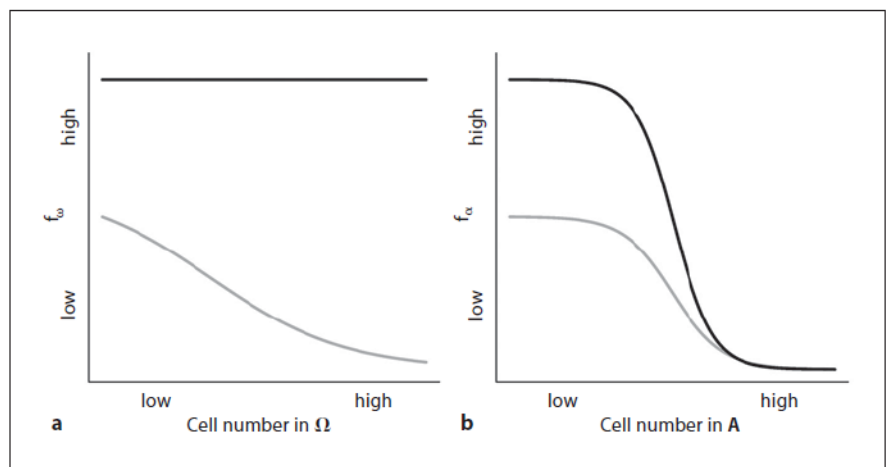 high
f_ω
low
low high
a Cell number in Ω
high
f_α
low
low high
b Cell number in A